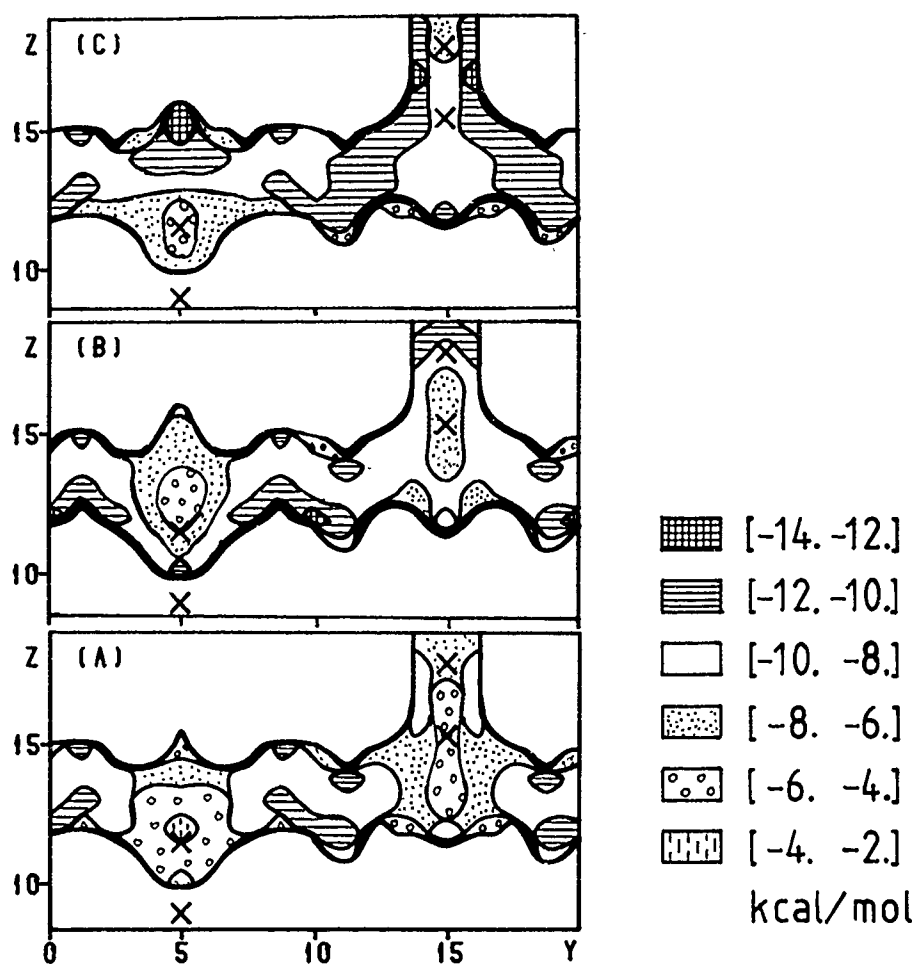 Z (C)
15
10
Z (B)
15
10
Z (A)
15
10
0 5 10 15 Y
[-14. -12.]
[-12. -10.]
[-10. -8.]
[-8. -6.]
[-6. -4.]
[-4. -2.]
kcal/mol